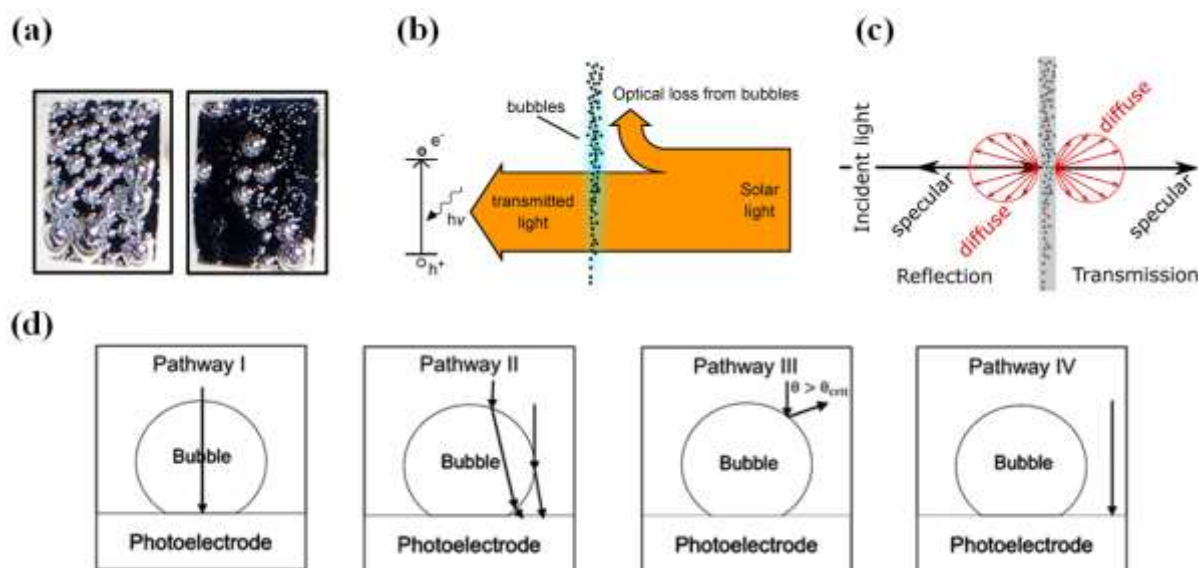 (a)
(b)
bubbles
Optical loss from bubbles
e-
transmitted
light
Solar
light
hν
h+
(c)
Incident light
specular
diffuse
diffuse
specular
Reflection
Transmission
(d)
Pathway I
Bubble
Photoelectrode
Pathway II
Bubble
Photoelectrode
Pathway III
θ > θcrit
Bubble
Photoelectrode
Pathway IV
Bubble
Photoelectrode